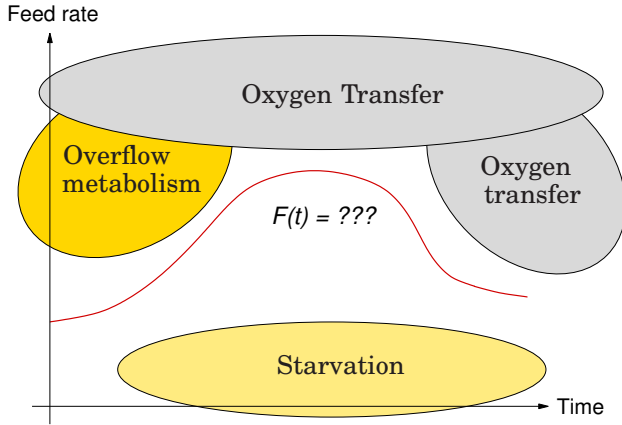 Feed rate
Oxygen Transfer
Overflow
metabolism
Oxygen
transfer
F(t) = ???
Starvation
Time